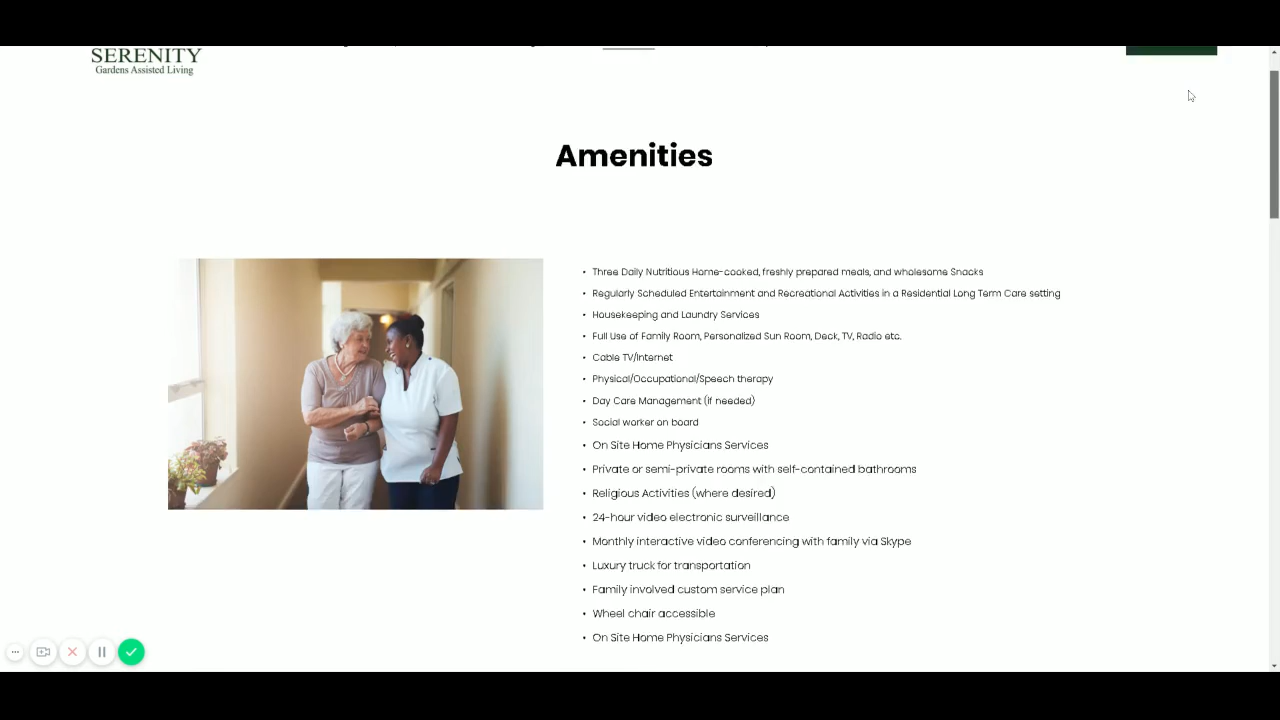 SERENITY
Gardens Assisted Living
Amenities
• Three Daily Nutritious Home-cooked, freshly prepared meals, and wholesome Snacks
• Regularly Scheduled Entertainment and Recreational Activities in a Residential Long Term Care setting
• Housekeeping and Laundry Services
• Full Use of Family Room, Personalized Sun Room, Deck, TV, Radio etc.
• Cable TV/Internet
• Physical/Occupational/Speech therapy
• Day Care Management (if needed)
• Social worker on board
• On Site Home Physicians Services
• Private or semi-private rooms with self-contained bathrooms
• Religious Activities (where desired)
• 24-hour video electronic surveillance
• Monthly interactive video conferencing with family via Skype
• Luxury truck for transportation
• Family involved custom service plan
• Wheel chair accessible
• On Site Home Physicians Services